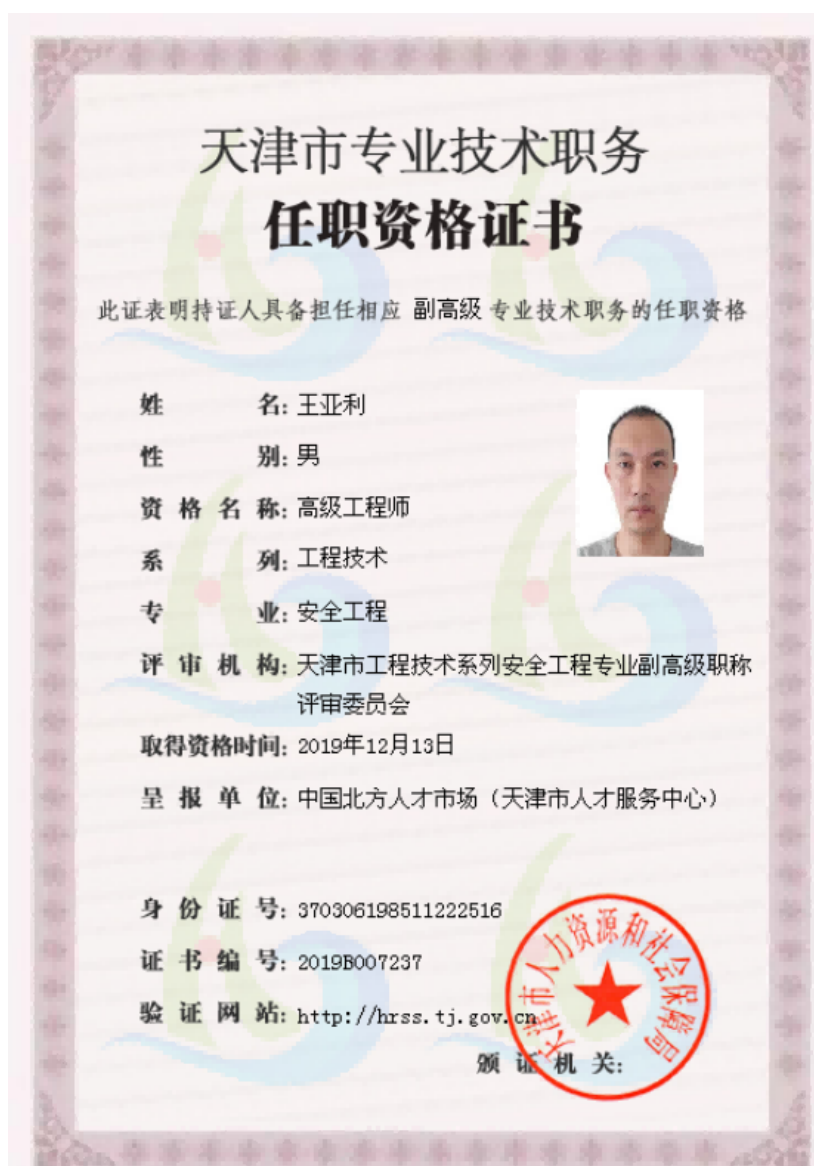 天津市专业技术职务
任职资格证书
此证表明持证人具备担任相应 副高级 专业技术职务的任职资格
姓名: 王亚利
性别: 男
资格名称: 高级工程师
系列: 工程技术
专业: 安全工程
评审机构: 天津市工程技术系列安全工程专业副高级职称
评审委员会
取得资格时间: 2019年12月13日
呈报单位: 中国北方人才市场（天津市人才服务中心）
身份证号: 370306198511222516
证书编号: 2019B007237
验证网站: http://hrss.tj.gov.cn
颁证机关:
天津市人力资源和社会保障局